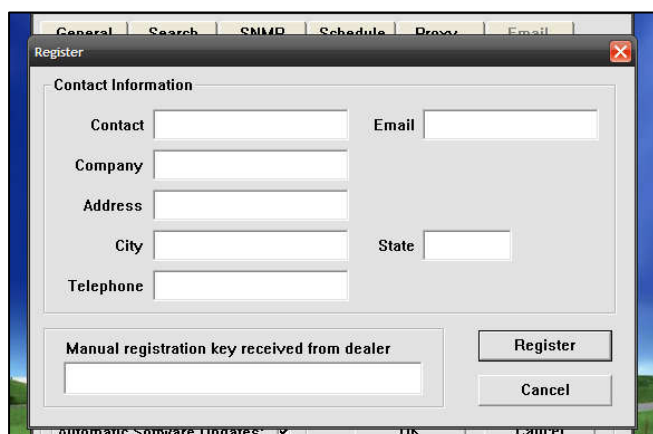 General Search SNMP Schedule Proxy Email
Register
Contact Information
Contact Email
Company
Address
City State
Telephone
Manual registration key received from dealer
Register
Cancel
Automatic Software Updates: OK Cancel